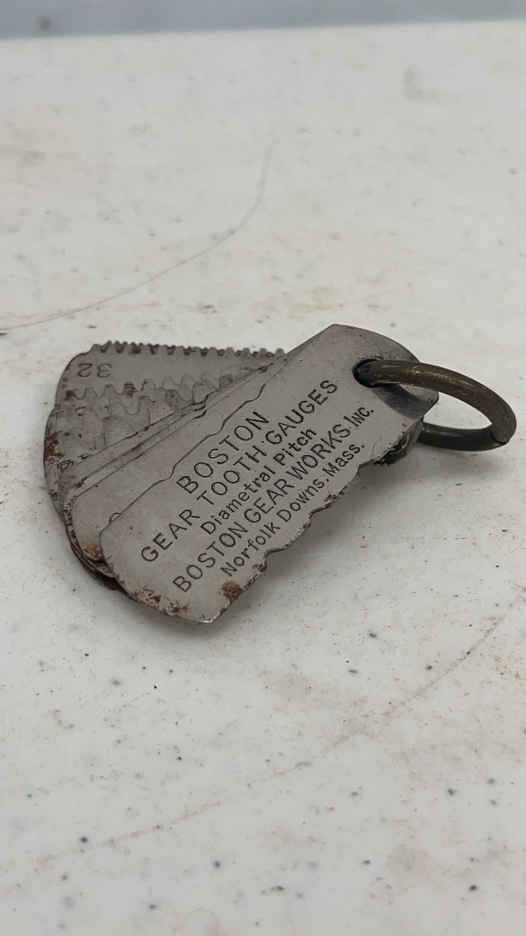 BOSTON
GEAR TOOTH GAUGES
Diametral Pitch
BOSTON GEAR WORKS INC.
Norfolk Downs, Mass.
32